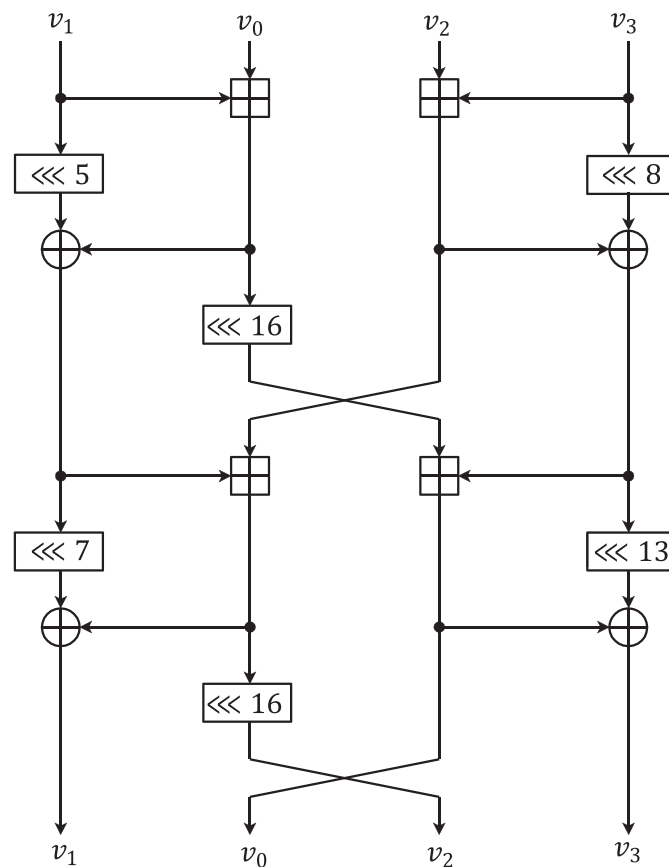 v₁ v₀ v₂ v₃
⋘ 5 ⋘ 8
⋘ 16
⋘ 7 ⋘ 13
⋘ 16
v₁ v₀ v₂ v₃